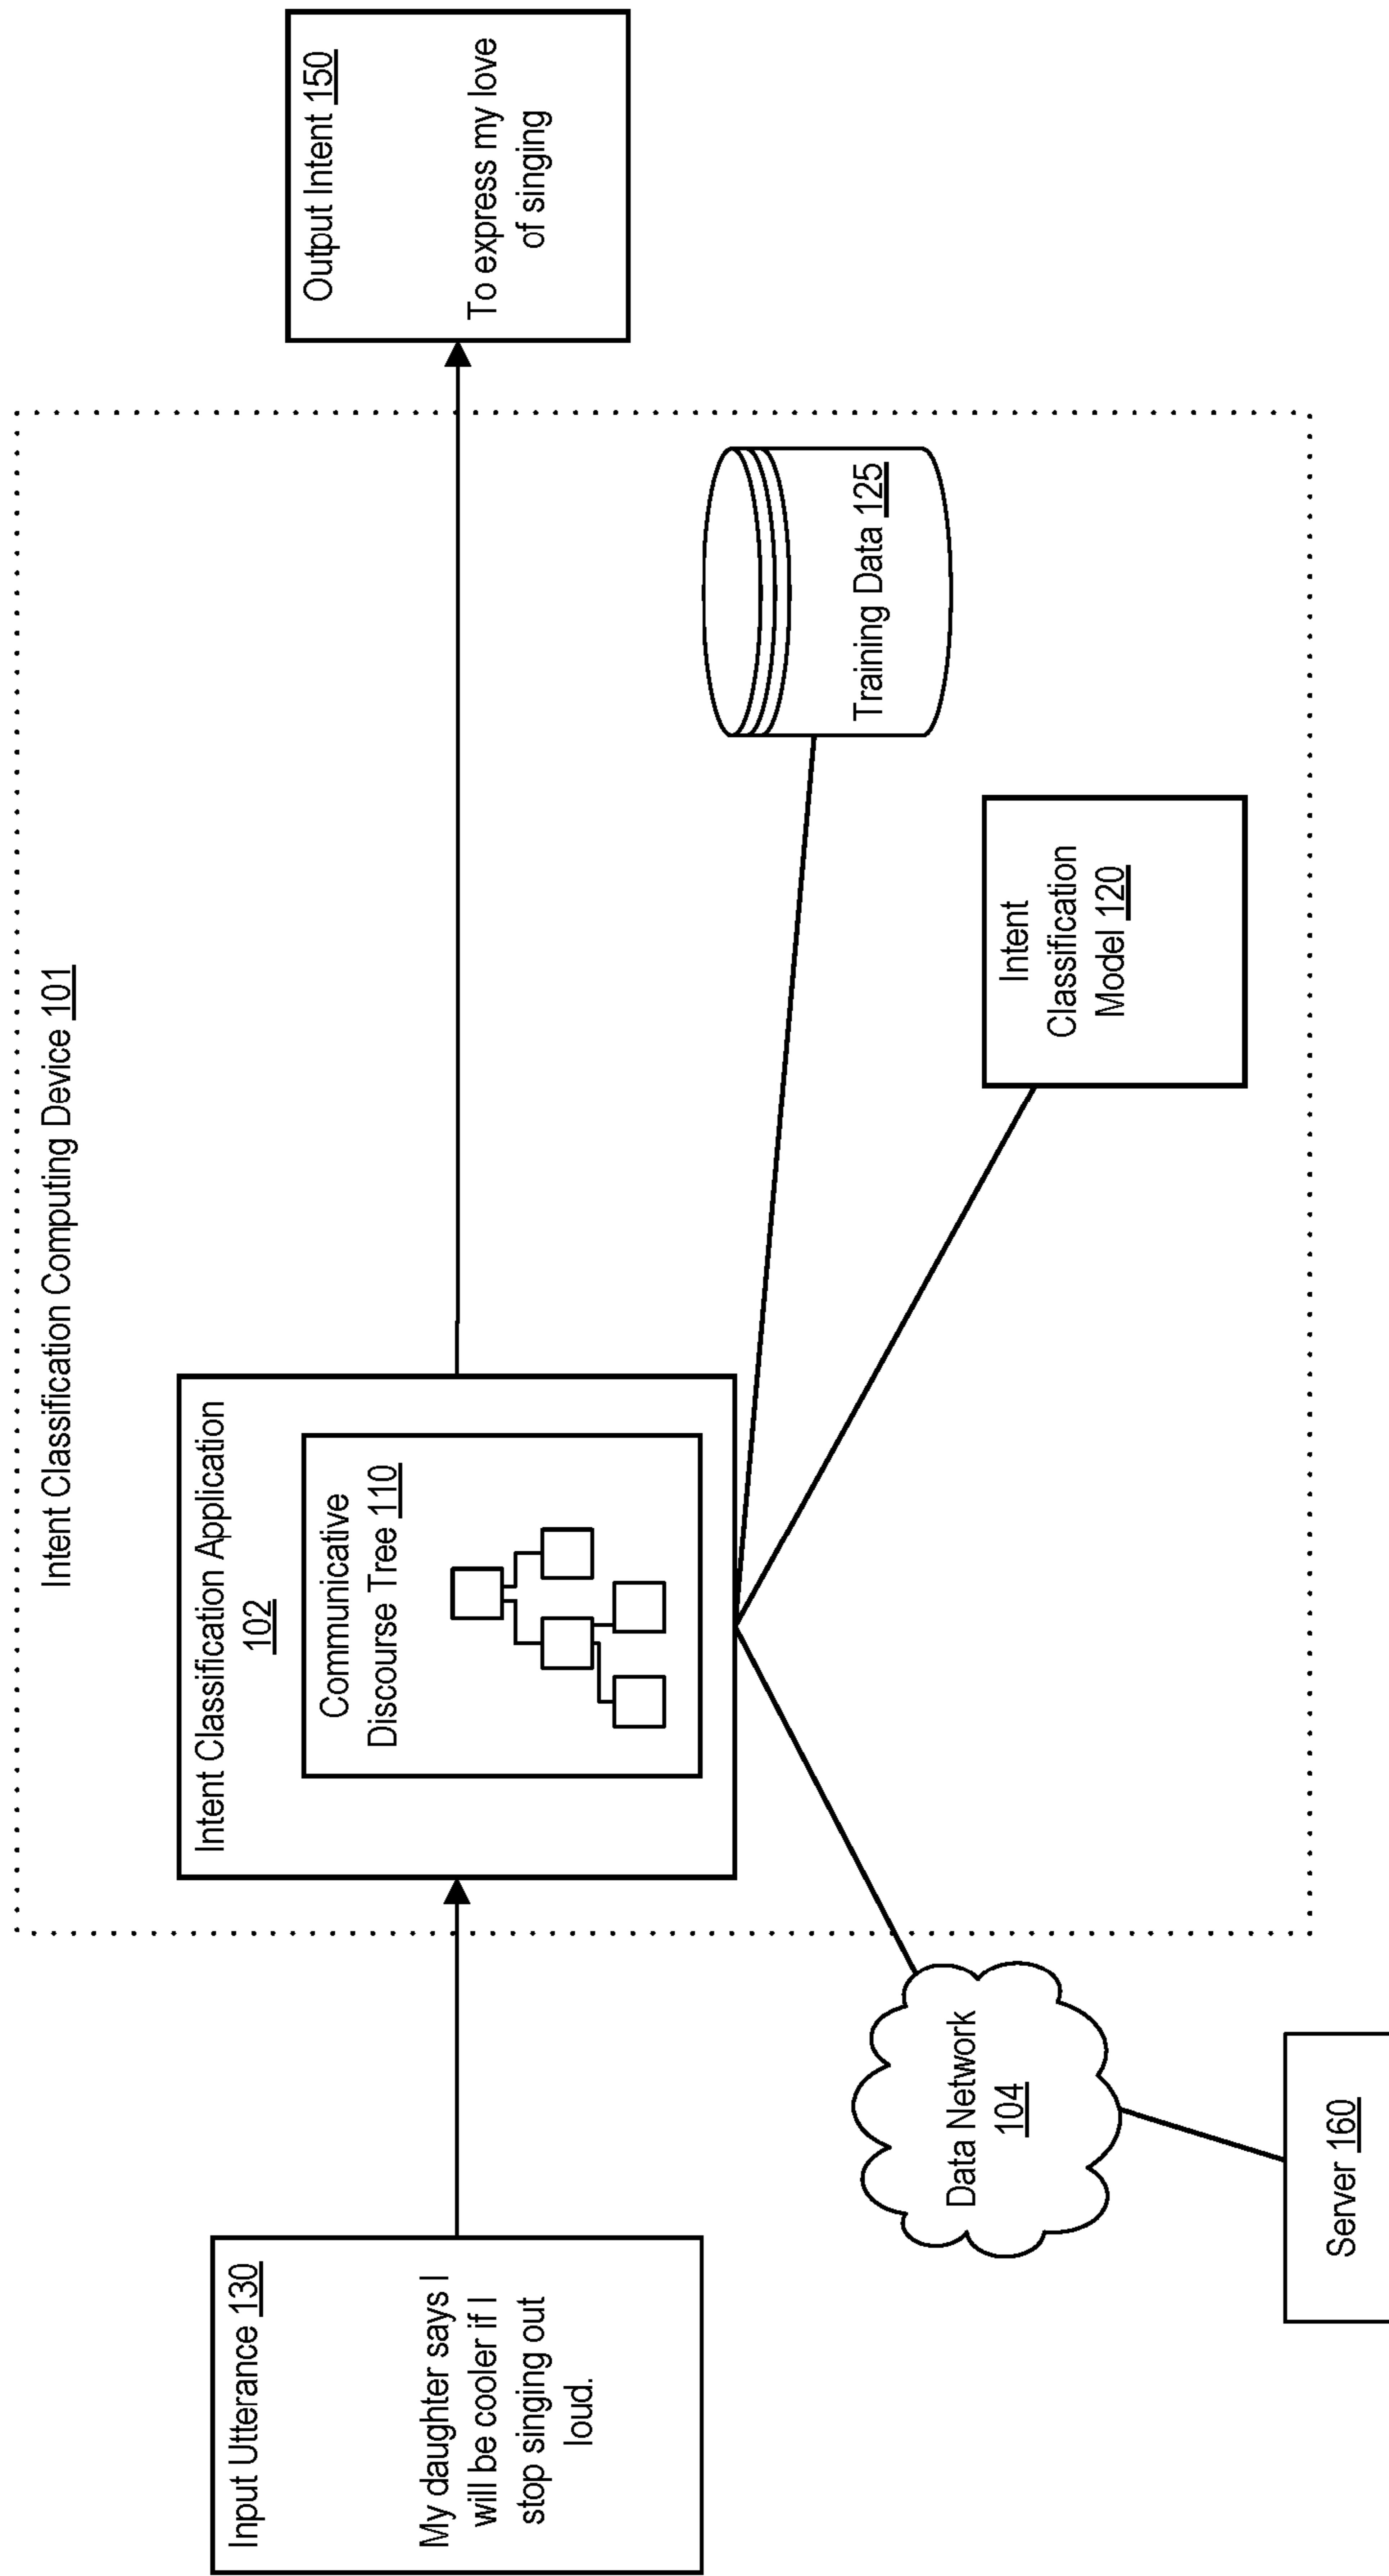 Intent Classification Computing Device 101
Input Utterance 130
My daughter says I
will be cooler if I
stop singing out
loud.
Intent Classification Application
102
Communicative
Discourse Tree 110
Output Intent 150
To express my love
of singing
Training Data 125
Intent
Classification
Model 120
Data Network
104
Server 160